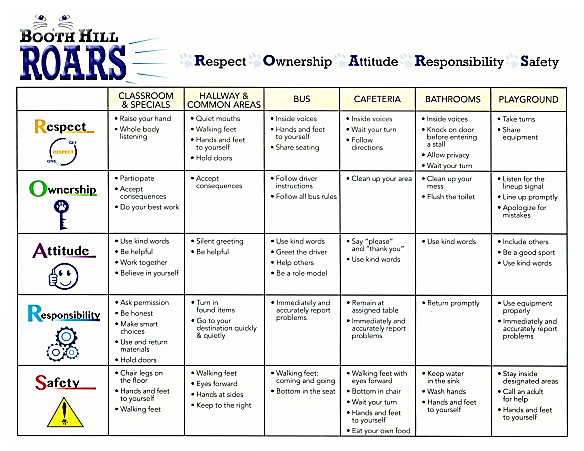 BOOTH HILL
ROARS
Respect Ownership Attitude Responsibility Safety
CLASSROOM
& SPECIALS
HALLWAY &
COMMON AREAS
BUS
CAFETERIA
BATHROOMS
PLAYGROUND
Respect
GET
RESPECT
GIVE
• Raise your hand
• Whole body
listening
• Quiet mouths
• Walking feet
• Hands and feet
to yourself
• Hold doors
• Inside voices
• Hands and feet
to yourself
• Share seating
• Inside voices
• Wait your turn
• Follow
directions
• Inside voices
• Knock on door
before entering
a stall
• Allow privacy
• Wait your turn
• Take turns
• Share
equipment
Ownership
• Participate
• Accept
consequences
• Do your best work
• Accept
consequences
• Follow driver
instructions
• Follow all bus rules
• Clean up your area
• Clean up your
mess
• Flush the toilet
• Listen for the
lineup signal
• Line up promptly
• Apologize for
mistakes
Attitude
• Use kind words
• Be helpful
• Work together
• Believe in yourself
• Silent greeting
• Be helpful
• Use kind words
• Greet the driver
• Help others
• Be a role model
• Say “please”
and “thank you”
• Use kind words
• Use kind words
• Include others
• Be a good sport
• Use kind words
Responsibility
• Ask permission
• Be honest
• Make smart
choices
• Use and return
materials
• Hold doors
• Turn in
found items
• Go to your
destination quickly
& quietly
• Immediately and
accurately report
problems
• Remain at
assigned table
• Immediately and
accurately report
problems
• Return promptly
• Use equipment
properly
• Immediately and
accurately report
problems
Safety
• Chair legs on
the floor
• Hands and feet
to yourself
• Walking feet
• Walking feet
• Eyes forward
• Hands at sides
• Keep to the right
• Walking feet:
coming and going
• Bottom in the seat
• Walking feet with
eyes forward
• Bottom in chair
• Wait your turn
• Hands and feet
to yourself
• Eat your own food
• Keep water
in the sink
• Wash hands
• Hands and feet
to yourself
• Stay inside
designated areas
• Call an adult
for help
• Hands and feet
to yourself